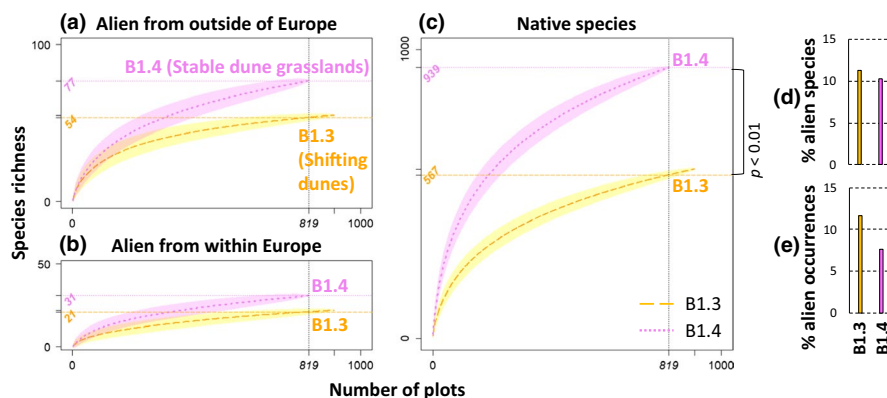 (a) Alien from outside of Europe
100
B1.4 (Stable dune grasslands)
77
54
B1.3
(Shifting
dunes)
0
0
819
1000
(b) Alien from within Europe
50
B1.4
31
21
B1.3
0
0
819
1000
Species richness
Number of plots
(c) Native species
1000
B1.4
939
567
B1.3
p < 0.01
B1.3
B1.4
0
0
819
1000
(d)
% alien species
15
10
5
0
(e)
% alien occurrences
15
10
5
0
B1.3
B1.4